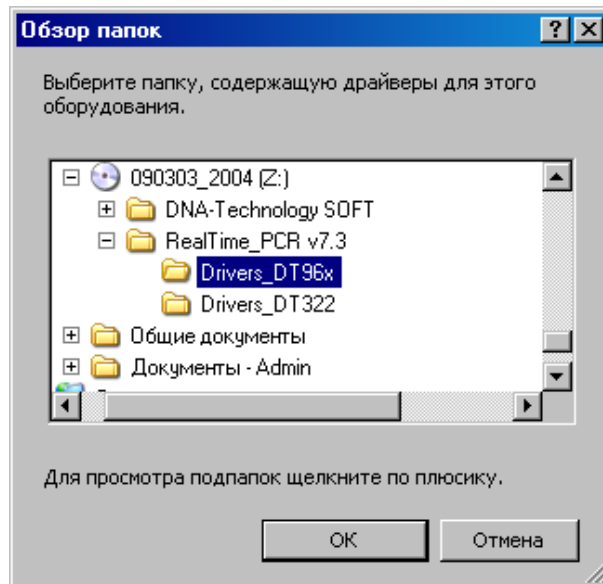 Обзор папок
Выберите папку, содержащую драйверы для этого
оборудования.
090303_2004 (Z:)
DNA-Technology SOFT
RealTime_PCR v7.3
Drivers_DT96x
Drivers_DT322
Общие документы
Документы - Admin
Для просмотра подпапок щелкните по плюсику.
ОК
Отмена